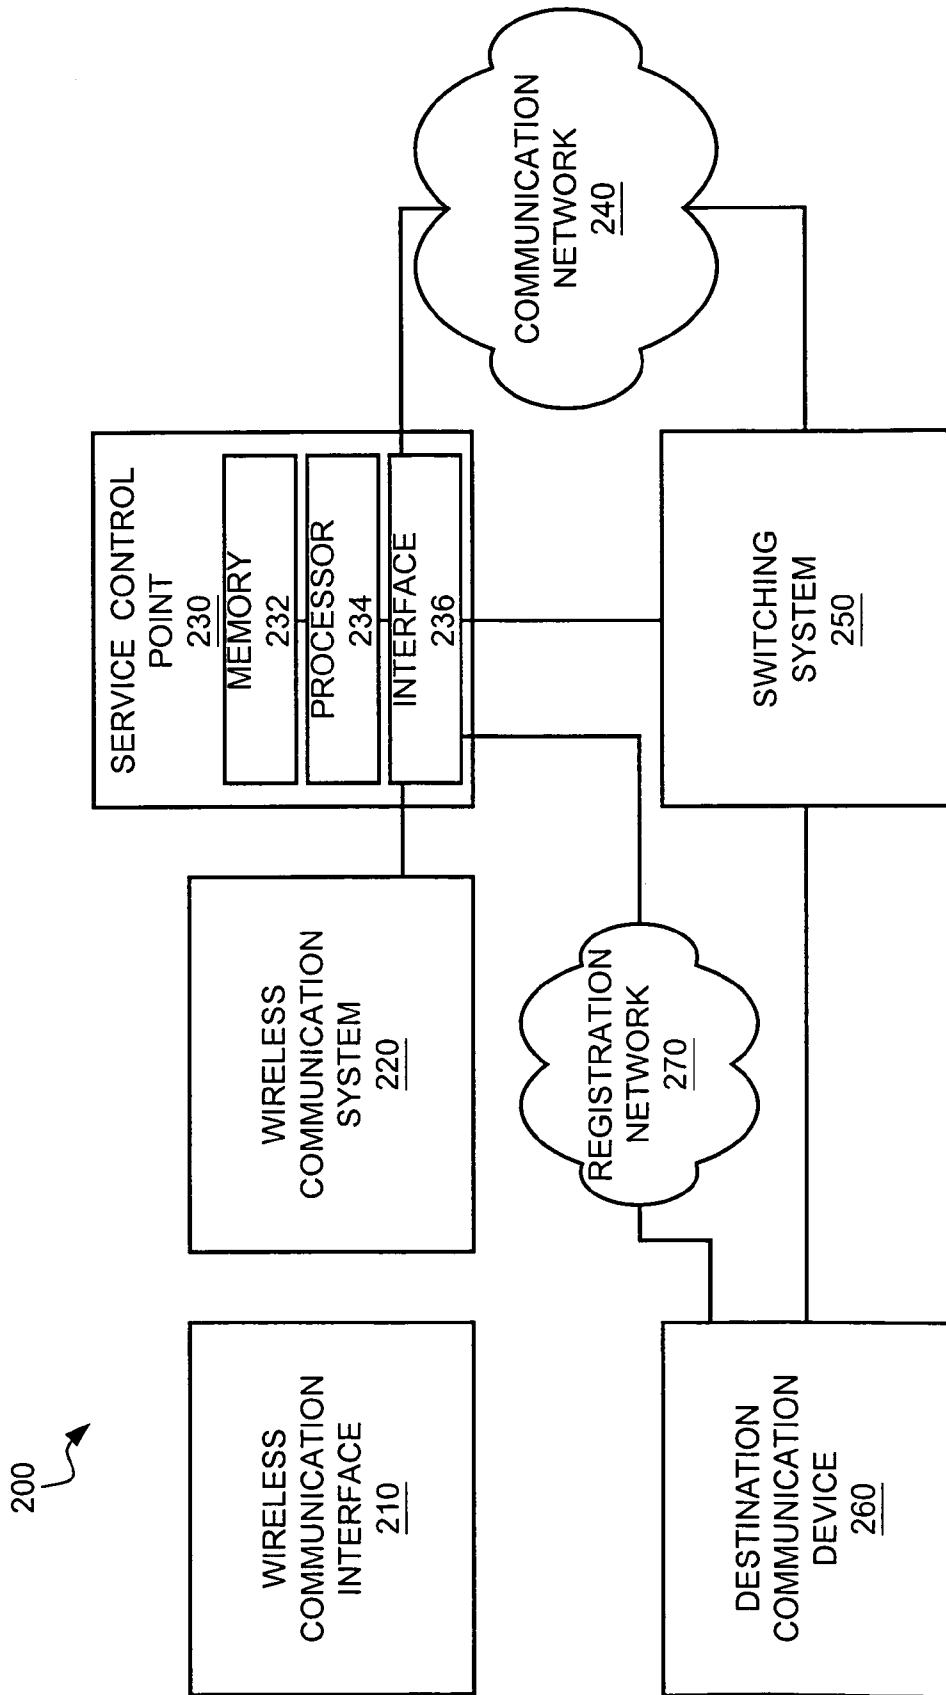 200
WIRELESS
COMMUNICATION
INTERFACE
210
WIRELESS
COMMUNICATION
SYSTEM
220
SERVICE CONTROL
POINT
230
MEMORY
232
PROCESSOR
234
INTERFACE
236
COMMUNICATION
NETWORK
240
REGISTRATION
NETWORK
270
DESTINATION
COMMUNICATION
DEVICE
260
SWITCHING
SYSTEM
250